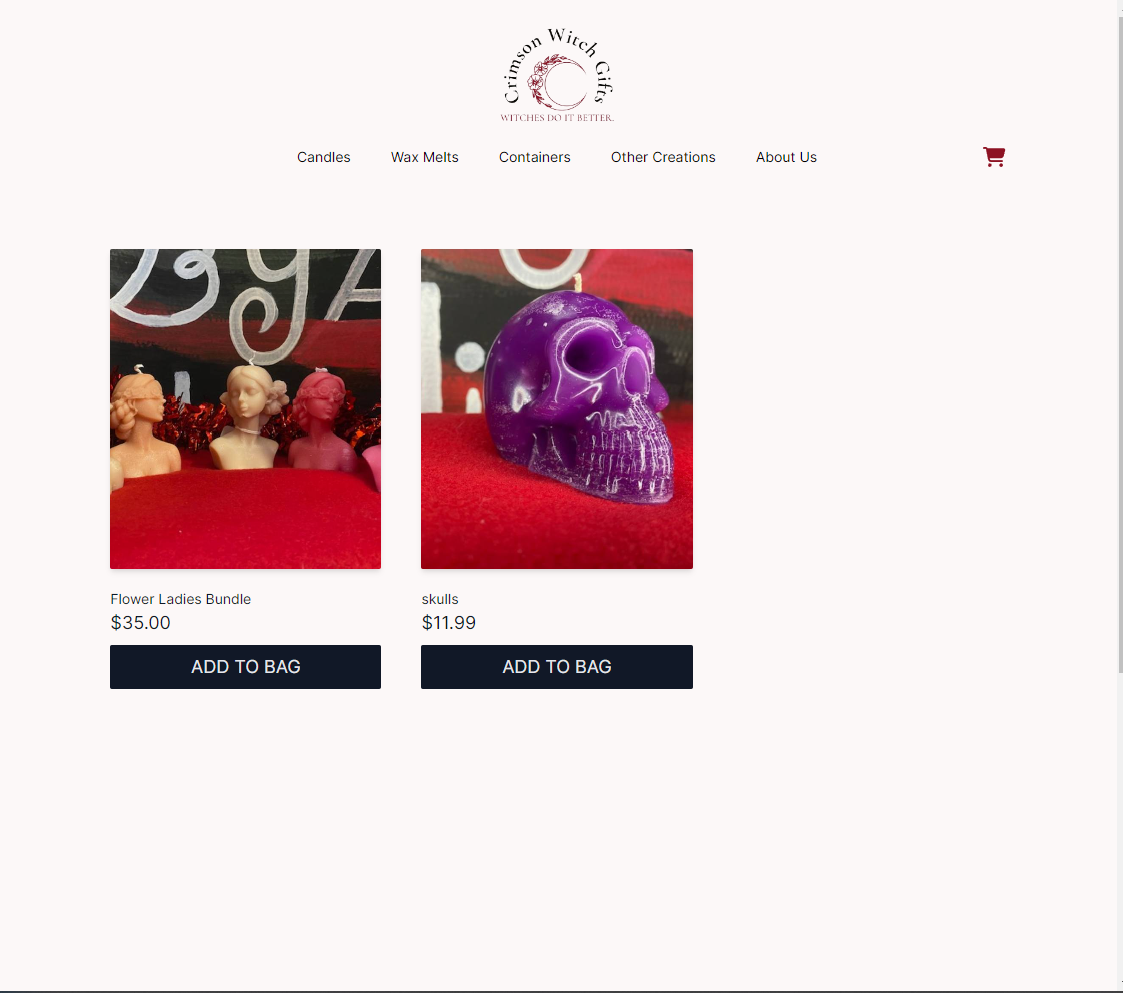 Crimson Witch Gifts
WITCHES DO IT BETTER.
Candles Wax Melts Containers Other Creations About Us
Flower Ladies Bundle
$35.00
ADD TO BAG
skulls
$11.99
ADD TO BAG